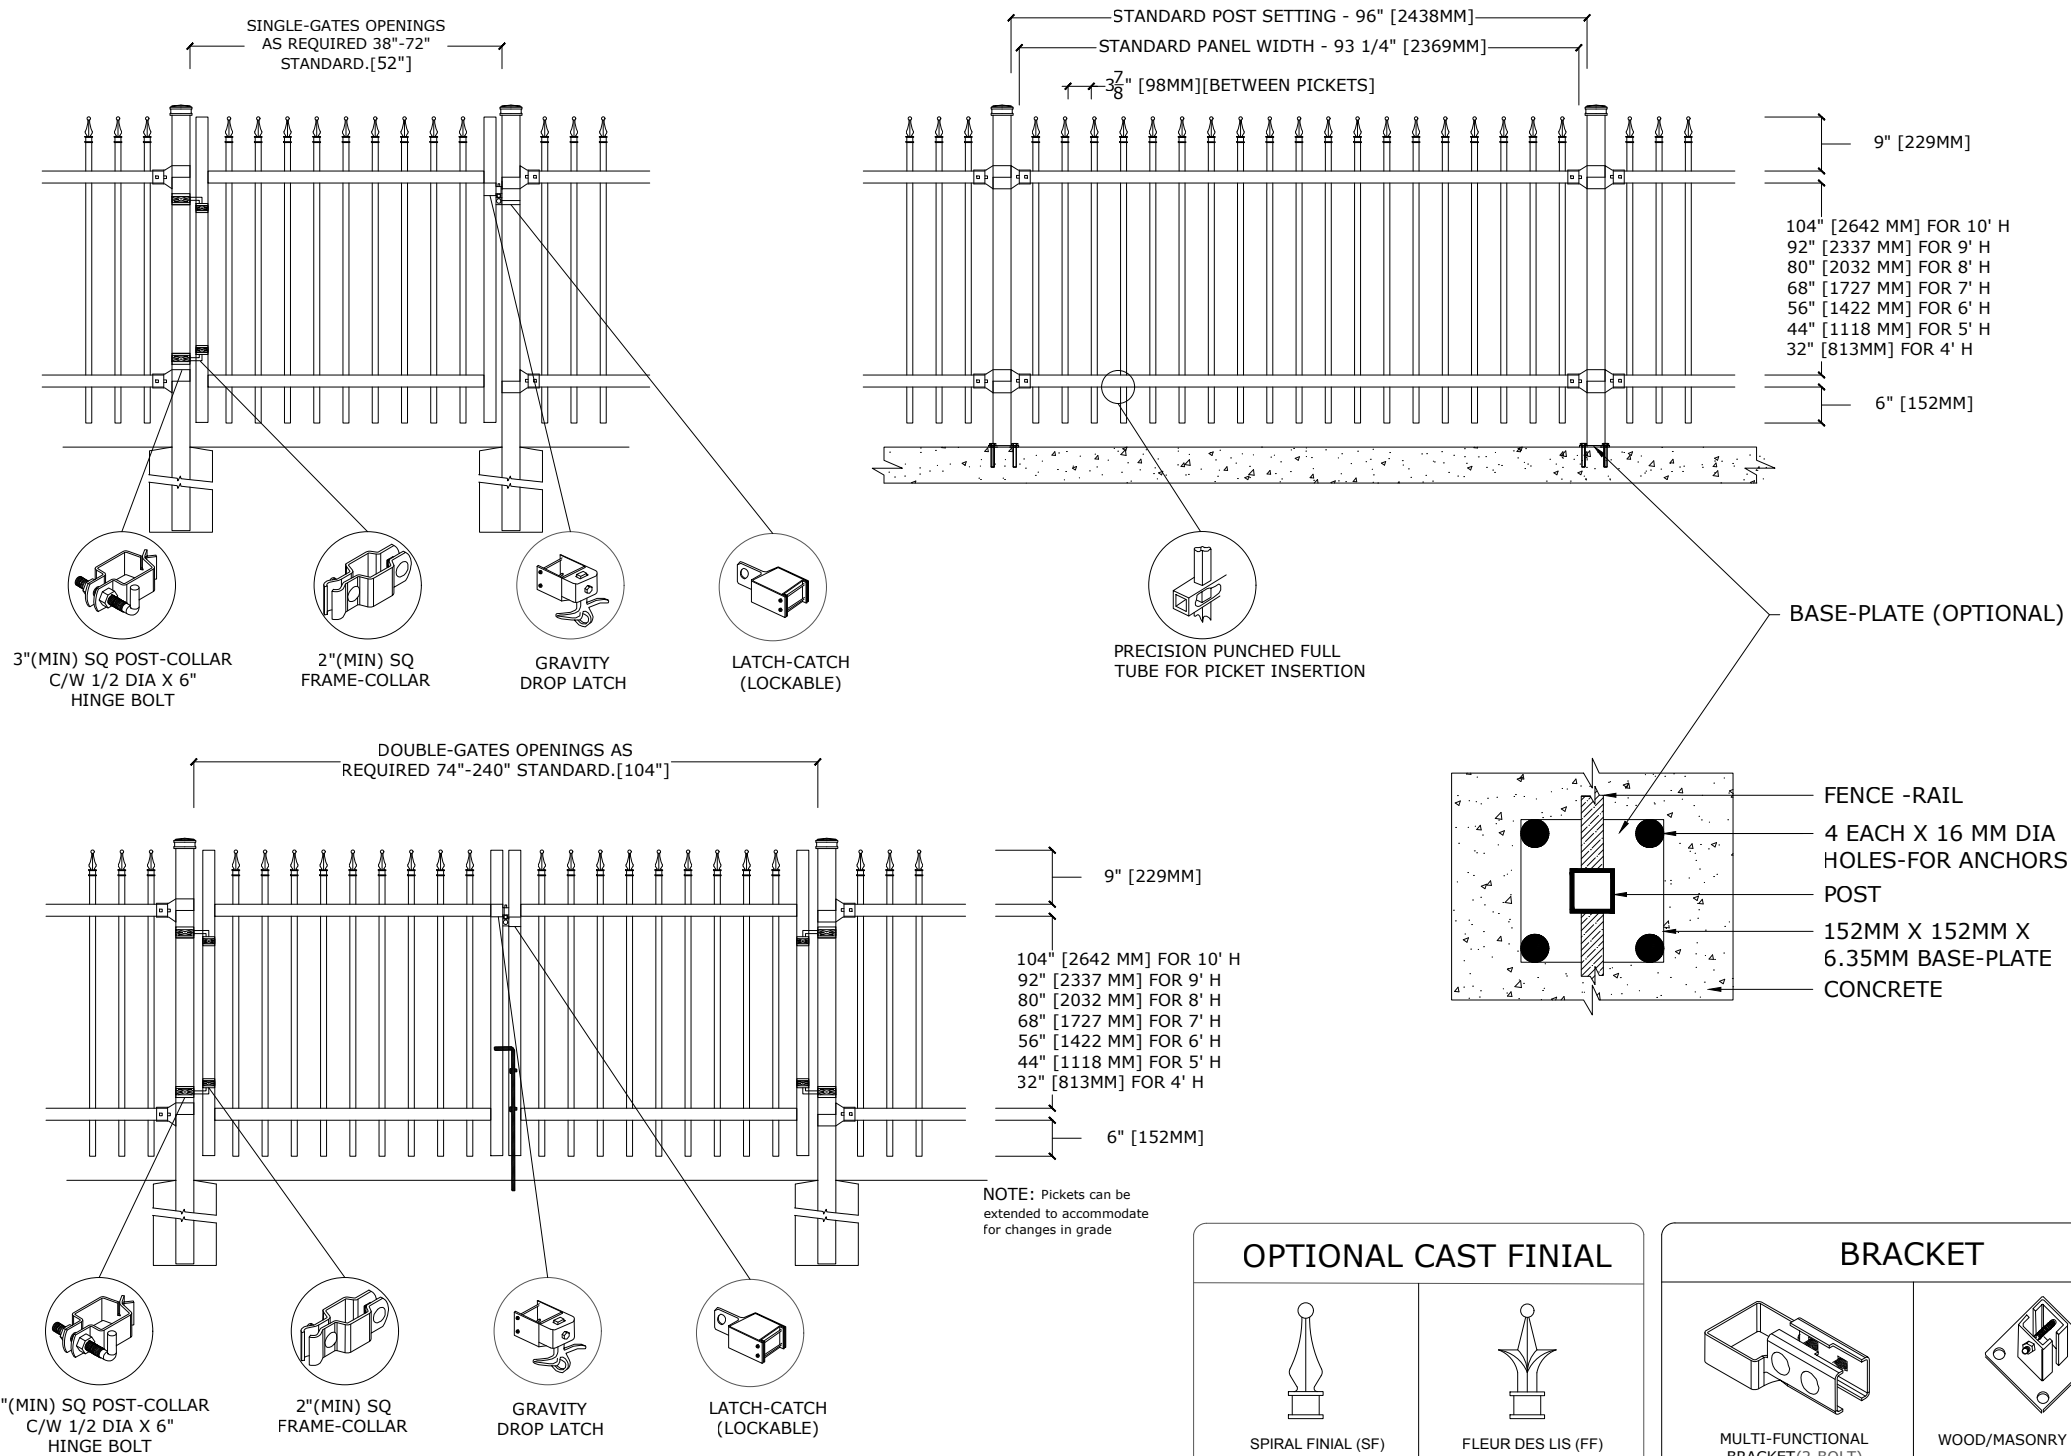 SINGLE-GATES OPENINGS
AS REQUIRED 38"-72"
STANDARD.[52"]
STANDARD POST SETTING - 96" [2438MM]
STANDARD PANEL WIDTH - 93 1/4" [2369MM]
3 7/8" [98MM][BETWEEN PICKETS]
9" [229MM]
104" [2642 MM] FOR 10' H
92" [2337 MM] FOR 9' H
80" [2032 MM] FOR 8' H
68" [1727 MM] FOR 7' H
56" [1422 MM] FOR 6' H
44" [1118 MM] FOR 5' H
32" [813MM] FOR 4' H
6" [152MM]
3"(MIN) SQ POST-COLLAR
C/W 1/2 DIA X 6"
HINGE BOLT
2"(MIN) SQ
FRAME-COLLAR
GRAVITY
DROP LATCH
LATCH-CATCH
(LOCKABLE)
PRECISION PUNCHED FULL
TUBE FOR PICKET INSERTION
BASE-PLATE (OPTIONAL)
DOUBLE-GATES OPENINGS AS
REQUIRED 74"-240" STANDARD.[104"]
FENCE -RAIL
4 EACH X 16 MM DIA
HOLES-FOR ANCHORS
POST
152MM X 152MM X
6.35MM BASE-PLATE
CONCRETE
9" [229MM]
104" [2642 MM] FOR 10' H
92" [2337 MM] FOR 9' H
80" [2032 MM] FOR 8' H
68" [1727 MM] FOR 7' H
56" [1422 MM] FOR 6' H
44" [1118 MM] FOR 5' H
32" [813MM] FOR 4' H
6" [152MM]
NOTE: Pickets can be
extended to accommodate
for changes in grade
"(MIN) SQ POST-COLLAR
C/W 1/2 DIA X 6"
HINGE BOLT
2"(MIN) SQ
FRAME-COLLAR
GRAVITY
DROP LATCH
LATCH-CATCH
(LOCKABLE)
OPTIONAL CAST FINIAL
SPIRAL FINIAL (SF)
FLEUR DES LIS (FF)
BRACKET
MULTI-FUNCTIONAL
BRACKET(2-BOLT)
WOOD/MASONRY